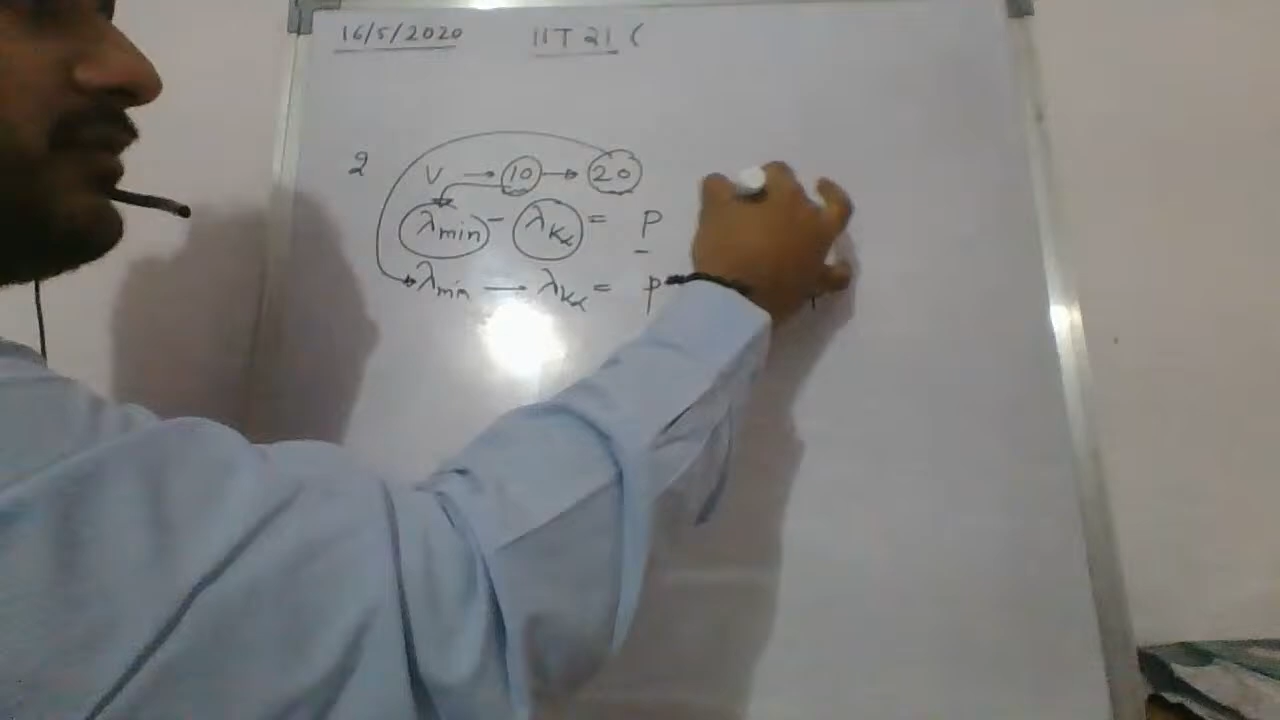 16/5/2020 IIT 21 (
2 V → 10 → 20
λmin - λKα = P
λmin — λKα = P